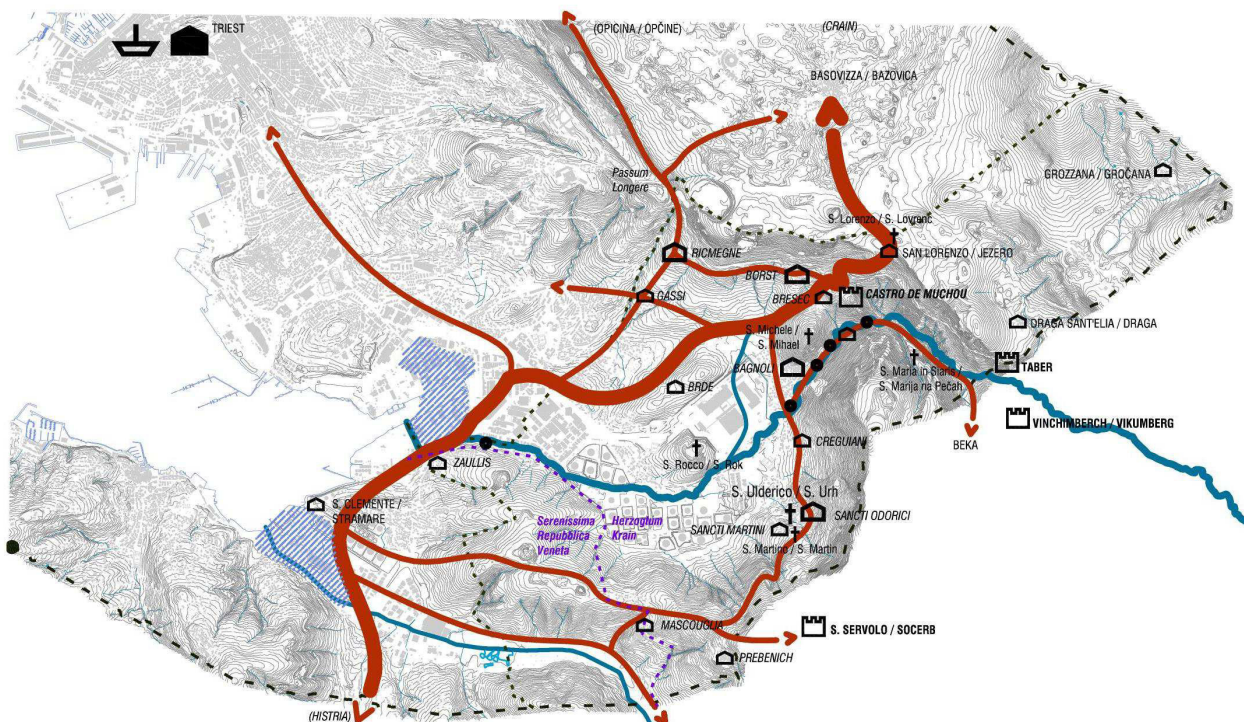 TRIEST
(OPICINA / OPČINE)
(CRAIN)
BASOVIZZA / BAZOVICA
Passum
Longere
GROZZANA / GROČANA
S. Lorenzo / S. Lovrenc
RICMEGNE
SAN LORENZO / JEZERO
BORST
GASSI
BRESEC
CASTRO DE MUCHOU
DRAGA SANT'ELIA / DRAGA
S. Michele /
S. Mihael
BAGNOLI
TABER
S. Maria in Siaris /
S. Marija na Pečah
BRDE
VINCHIMBERCH / VIKUMBERG
CREGUIANI
BEKA
ZAULLIS
S. Rocco / S. Rok
S. Ulderico / S. Urh
S. CLEMENTE /
STRAMARE
SANCTI ODORICI
Serenissima
Repubblica
Veneta
Herzogtum
Krain
SANCTI MARTINI
S. Martino / S. Martin
MASCOUGLIA
S. SERVOLO / SOCERB
PREBENICH
(HISTRIA)